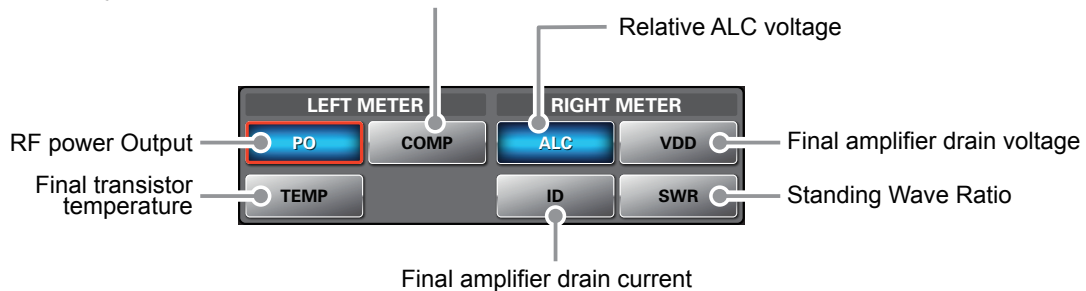 Relative ALC voltage
LEFT METER
RIGHT METER
RF power Output
PO
COMP
ALC
VDD
Final amplifier drain voltage
Final transistor
temperature
TEMP
ID
SWR
Standing Wave Ratio
Final amplifier drain current